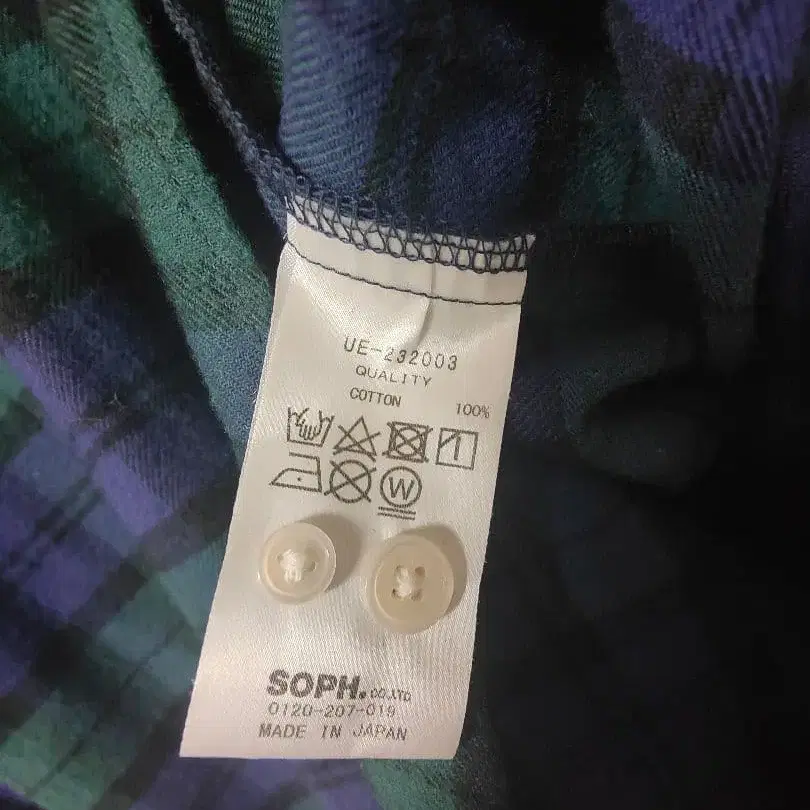 UE-232003
QUALITY
COTTON 100%
W
SOPH. CO.,LTD
0120-207-019
MADE IN JAPAN